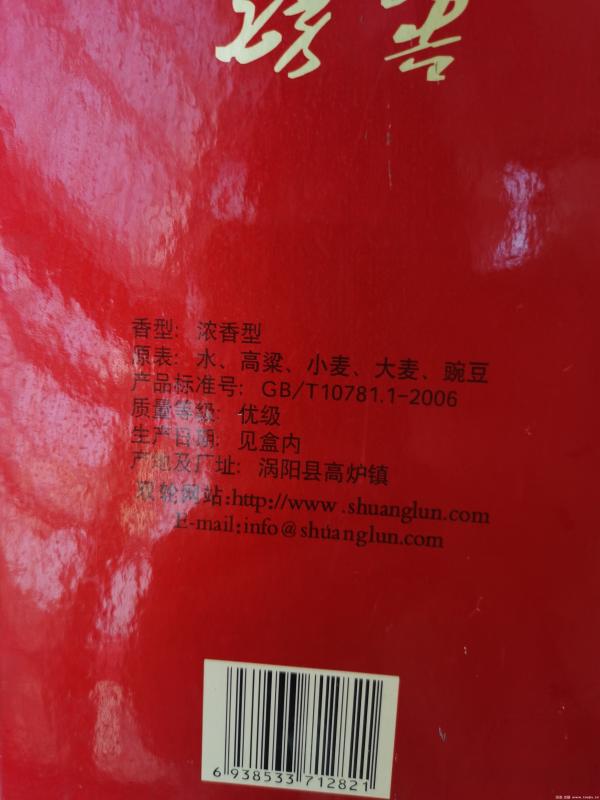 香型: 浓香型
原表: 水、高粱、小麦、大麦、豌豆
产品标准号: GB/T10781.1-2006
质量等级: 优级
生产日期: 见盒内
产地及厂址: 涡阳县高炉镇
双轮网站:http://www.shuanglun.com
E-mail:info@shuanglun.com
6 938533 712821